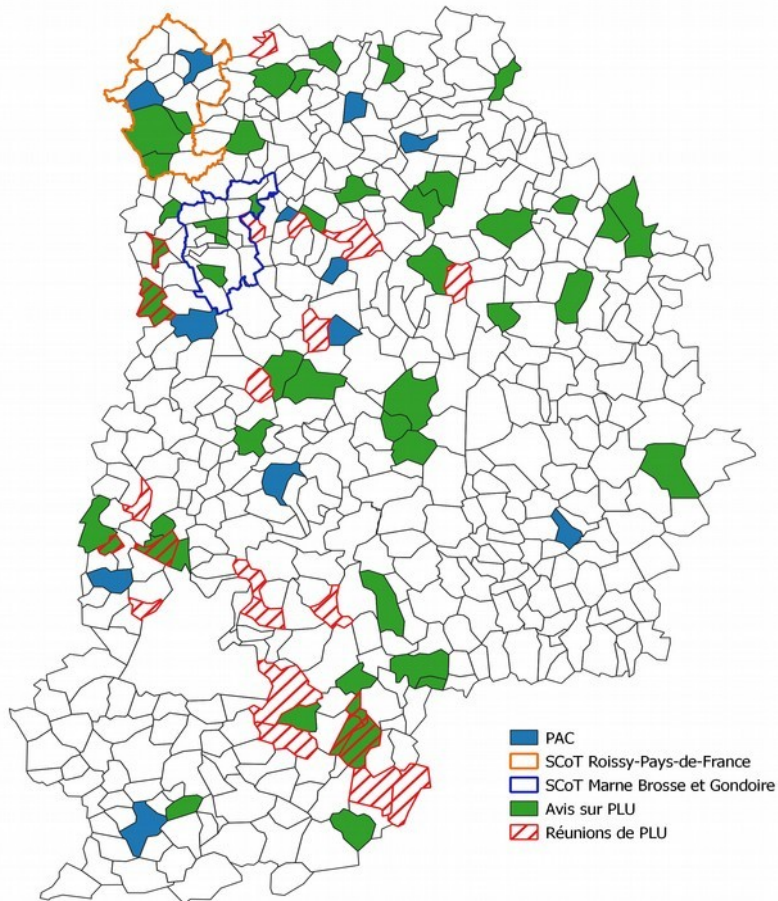 PAC
SCoT Roissy-Pays-de-France
SCoT Marne Brosse et Gondoire
Avis sur PLU
Réunions de PLU